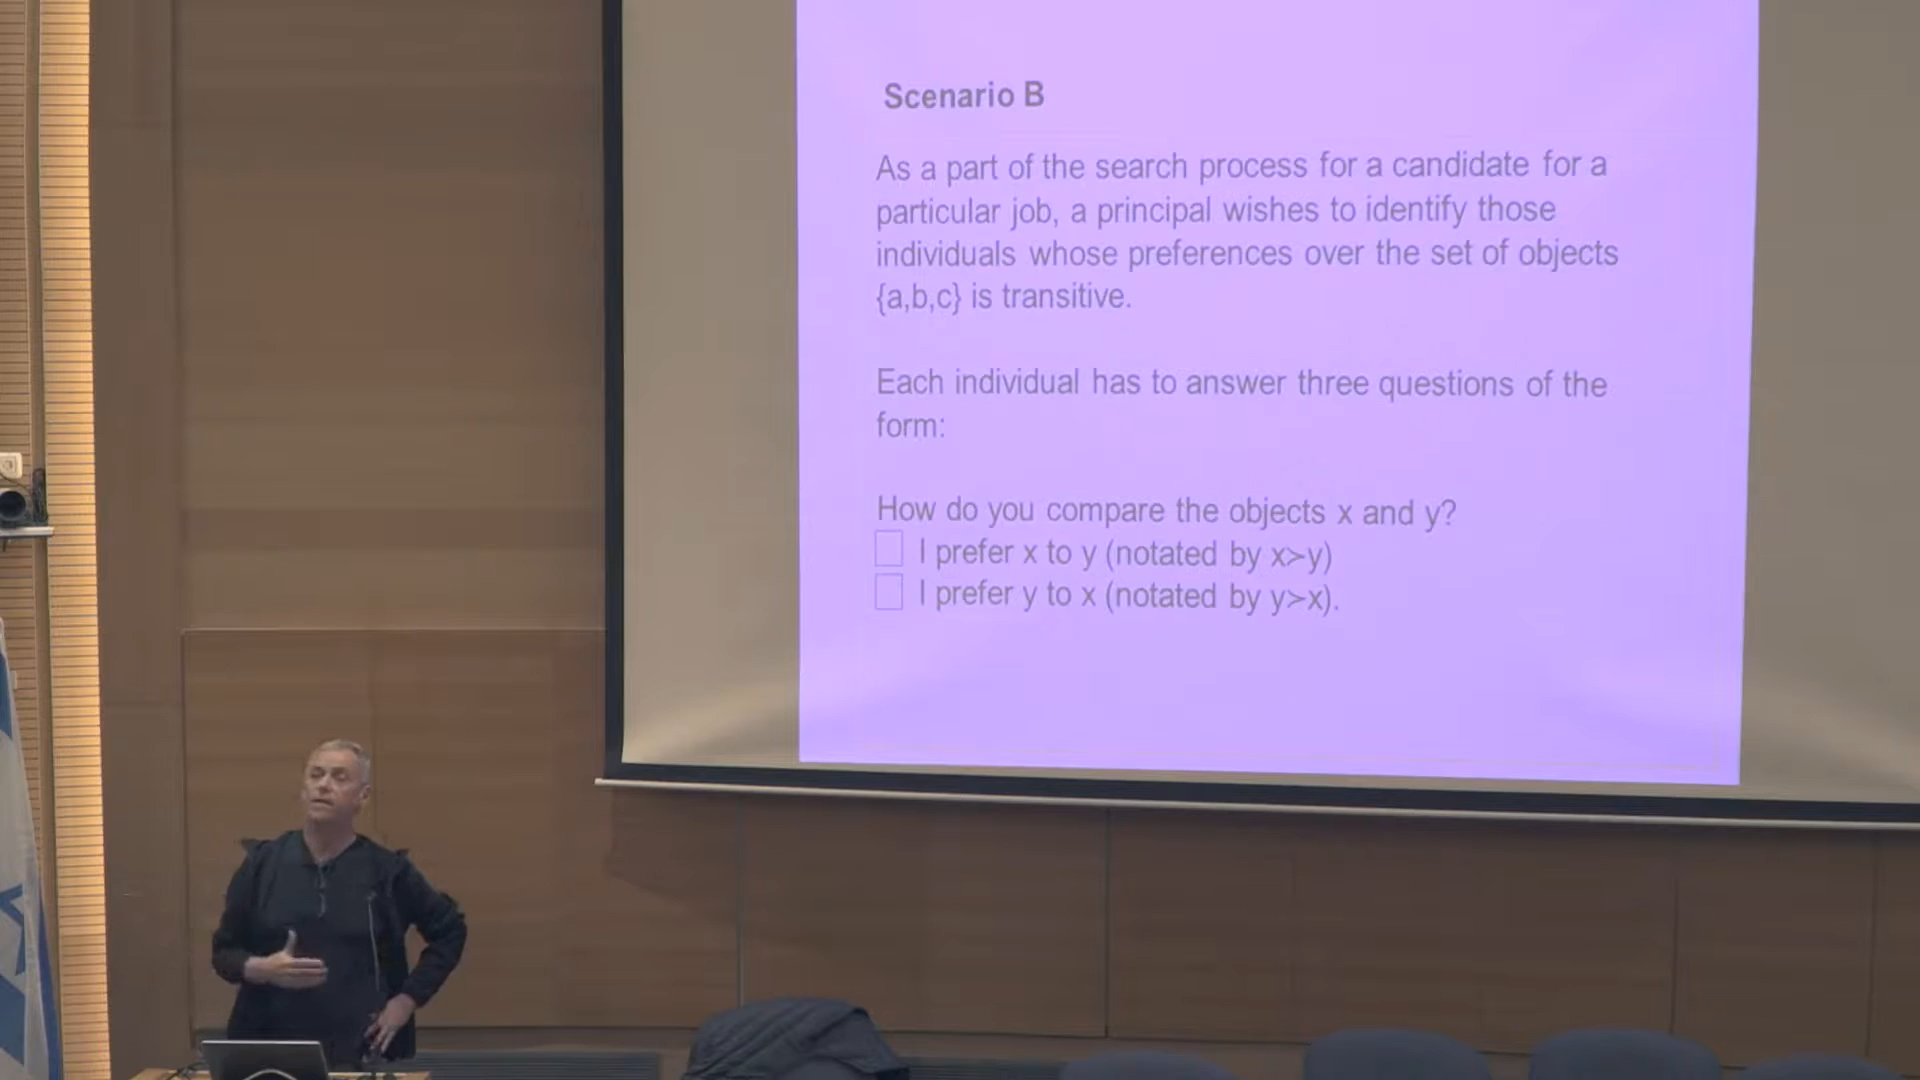 Scenario B
As a part of the search process for a candidate for a
particular job, a principal wishes to identify those
individuals whose preferences over the set of objects
{a,b,c} is transitive.
Each individual has to answer three questions of the
form:
How do you compare the objects x and y?
I prefer x to y (notated by x≻y)
I prefer y to x (notated by y≻x).